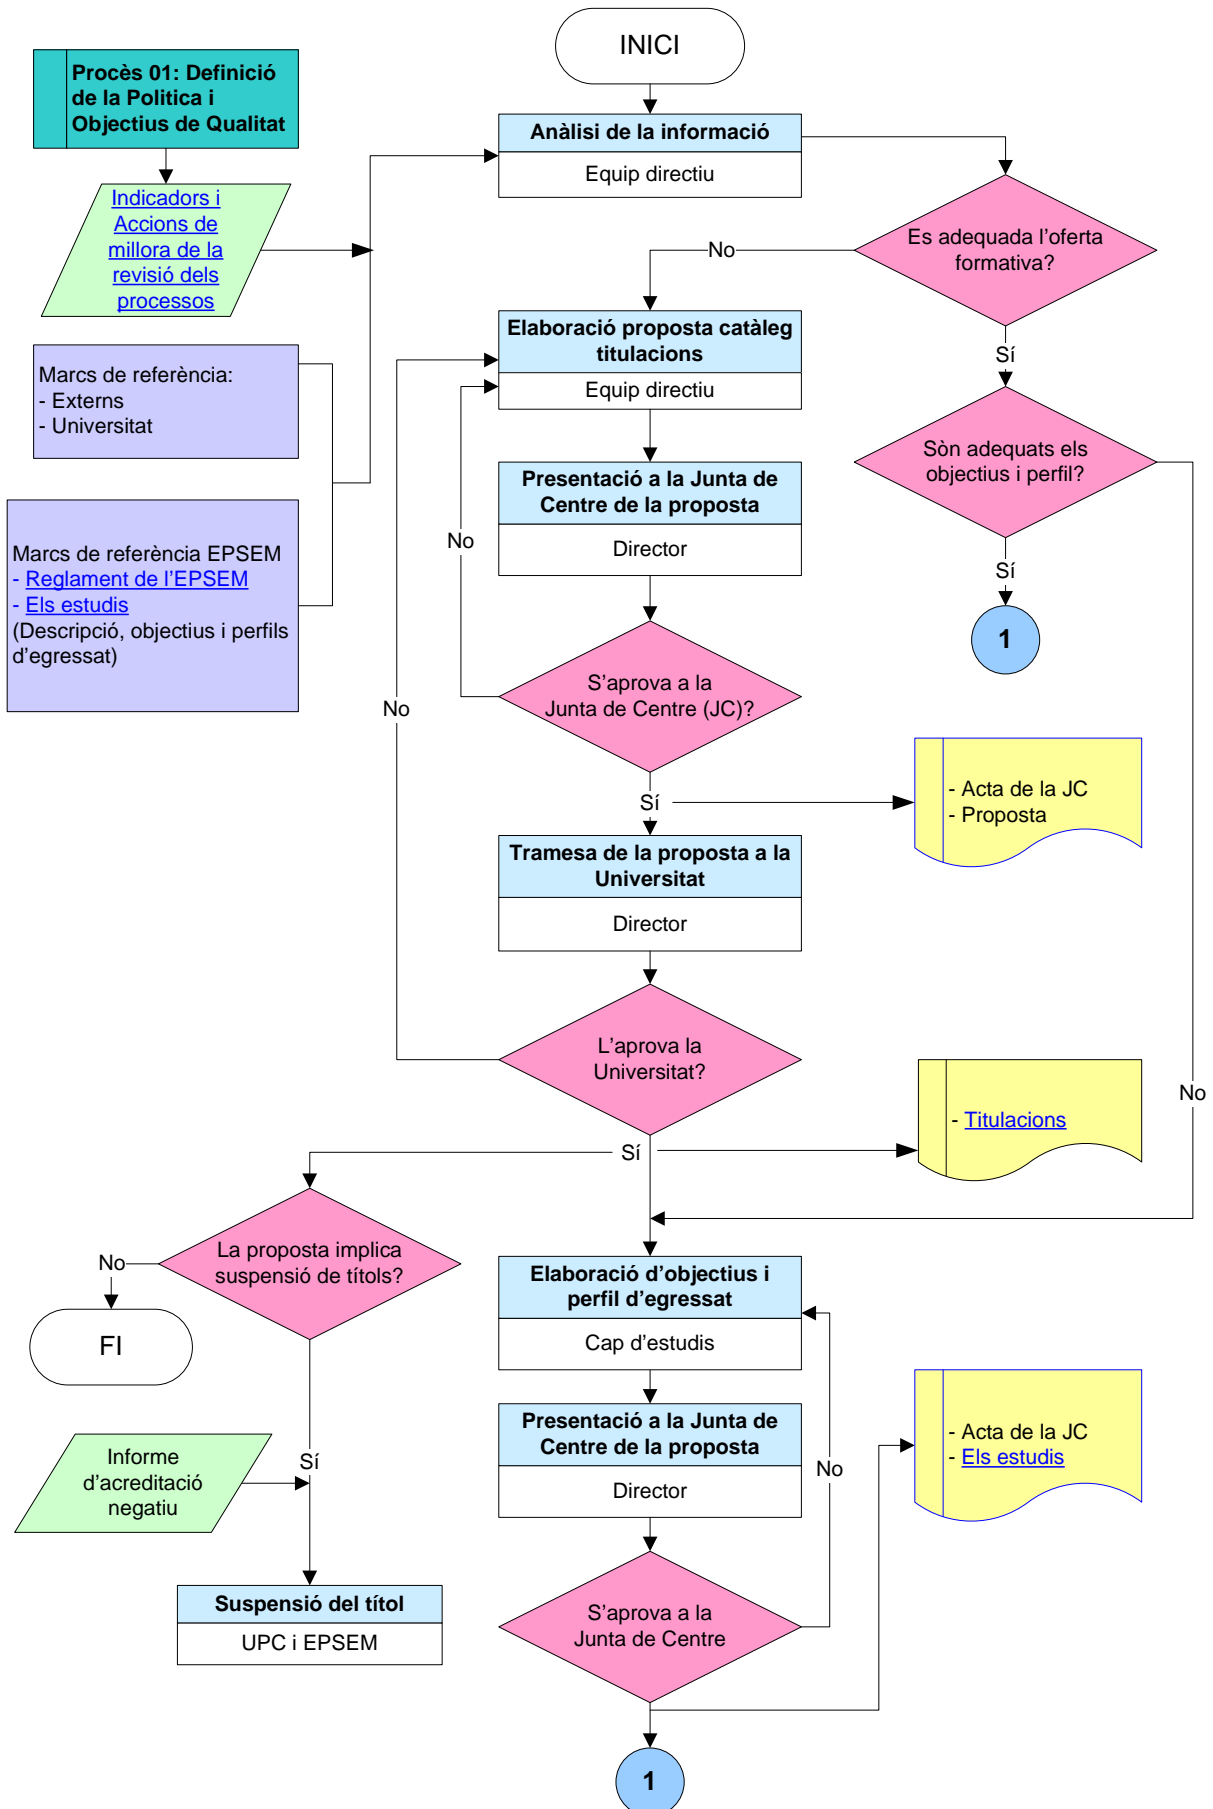 INICI
Procès 01: Definició
de la Politica i
Objectius de Qualitat
Anàlisi de la informació
Equip directiu
Indicadors i
Accions de
millora de la
revisió dels
processos
Es adequada l’oferta
formativa?
No
Elaboració proposta catàleg
titulacions
Equip directiu
Sí
Marcs de referència:
- Externs
- Universitat
Sòn adequats els
objectius i perfil?
Presentació a la Junta de
Centre de la proposta
Director
No
Sí
1
Marcs de referència EPSEM
- Reglament de l’EPSEM
- Els estudis
(Descripció, objectius i perfils
d’egressat)
S’aprova a la
Junta de Centre (JC)?
No
Sí
- Acta de la JC
- Proposta
Tramesa de la proposta a la
Universitat
Director
L’aprova la
Universitat?
No
- Titulacions
Sí
La proposta implica
suspensió de títols?
No
FI
Elaboració d’objectius i
perfil d’egressat
Cap d’estudis
Presentació a la Junta de
Centre de la proposta
Director
No
- Acta de la JC
- Els estudis
Sí
Informe
d’acreditació
negatiu
Suspensió del títol
UPC i EPSEM
S’aprova a la
Junta de Centre
1